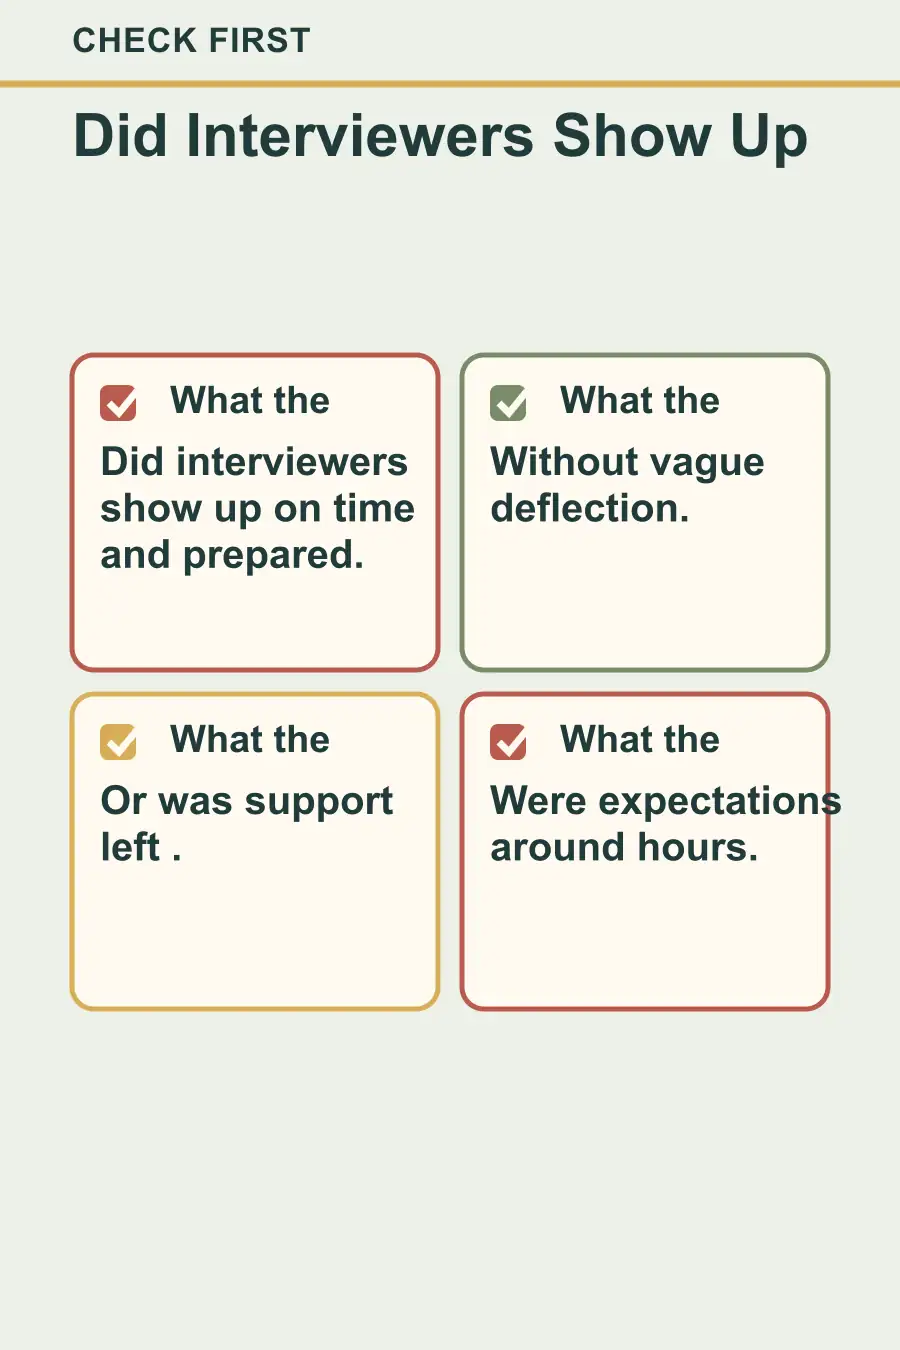 CHECK FIRST
Did Interviewers Show Up
What the
Did interviewers
show up on time
and prepared.
What the
Without vague
deflection.
What the
Or was support
left .
What the
Were expectations
around hours.